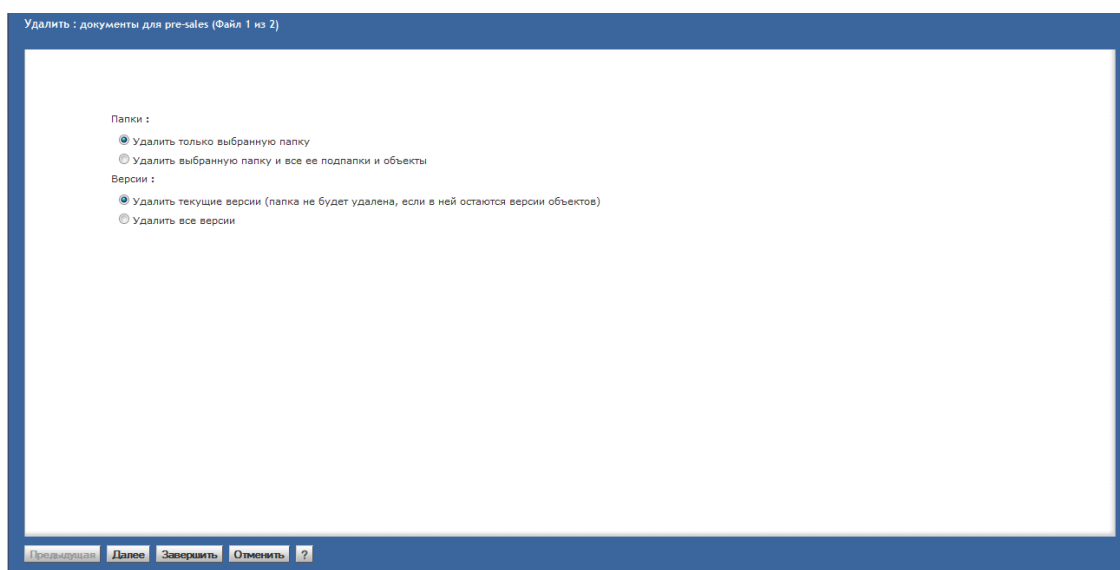 Удалить : документы для pre-sales (Файл 1 из 2)
Папки :
Удалить только выбранную папку
Удалить выбранную папку и все ее подпапки и объекты
Версии :
Удалить текущие версии (папка не будет удалена, если в ней остаются версии объектов)
Удалить все версии
Предыдущая Далее Завершить Отменить ?